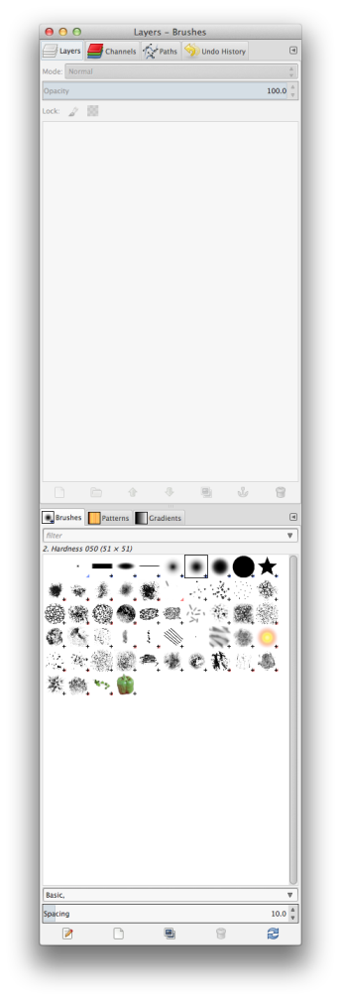 Layers – Brushes
Layers Channels Paths Undo History
Mode: Normal
Opacity 100.0
Lock:
Brushes Patterns Gradients
filter
2. Hardness 050 (51 × 51)
Basic,
Spacing 10.0